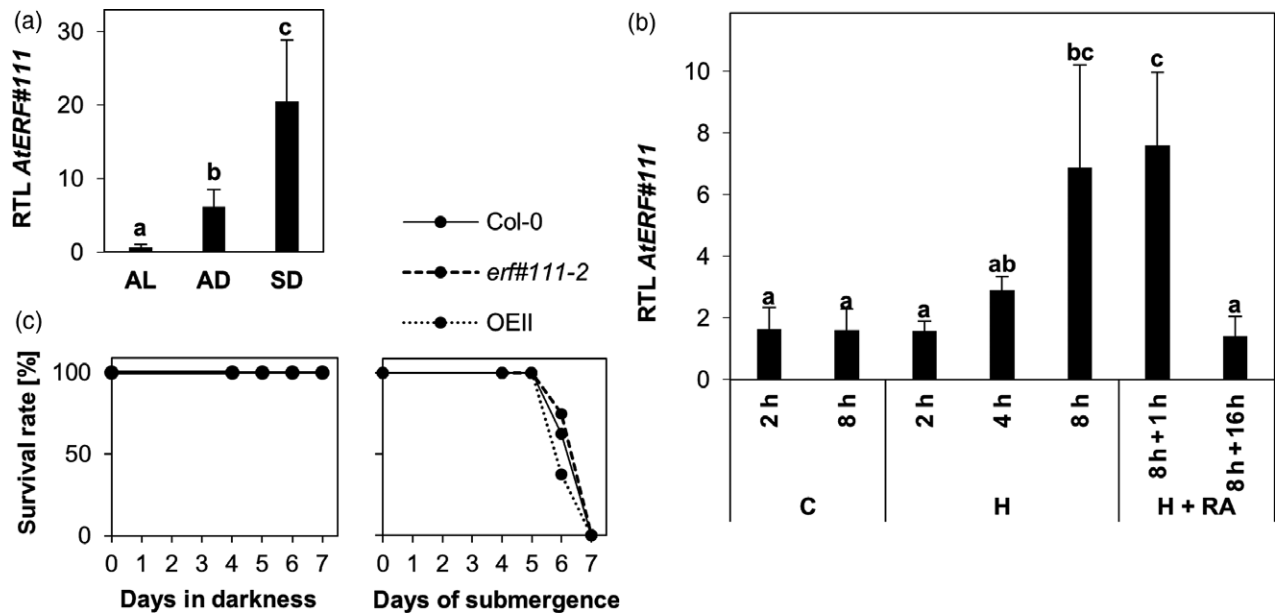 (a)
RTL AtERF#111
30
20
10
0
a
b
c
AL AD SD
(b)
RTL AtERF#111
10
8
6
4
2
0
a
a
a
ab
bc
c
a
2 h
8 h
2 h
4 h
8 h
8 h + 1 h
8 h + 16 h
C H H + RA
Col-0
erf#111-2
OEII
(c)
Survival rate [%]
100
50
0
0 1 2 3 4 5 6 7
Days in darkness
0 1 2 3 4 5 6 7
Days of submergence